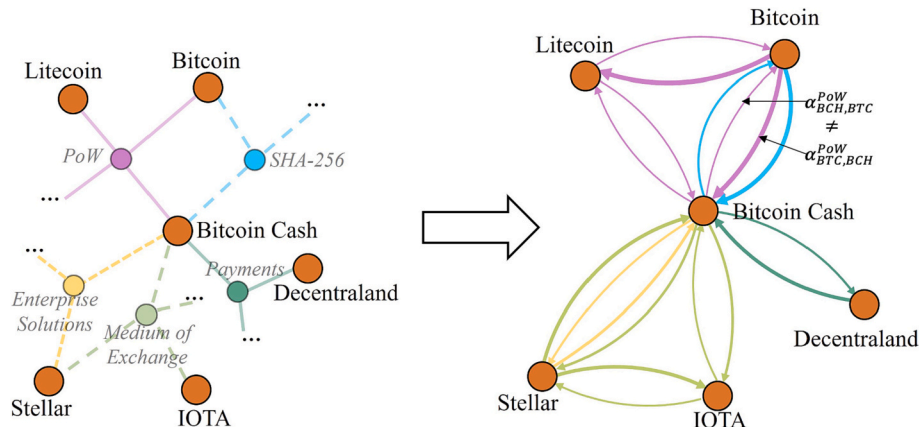 Litecoin
Bitcoin
...
PoW
SHA-256
...
Bitcoin Cash
...
Payments
Decentraland
Enterprise
Solutions
...
Medium of
Exchange
...
Stellar
IOTA
Litecoin
Bitcoin
α^{PoW}_{BCH,BTC}
≠
α^{PoW}_{BTC,BCH}
Bitcoin Cash
Decentraland
Stellar
IOTA